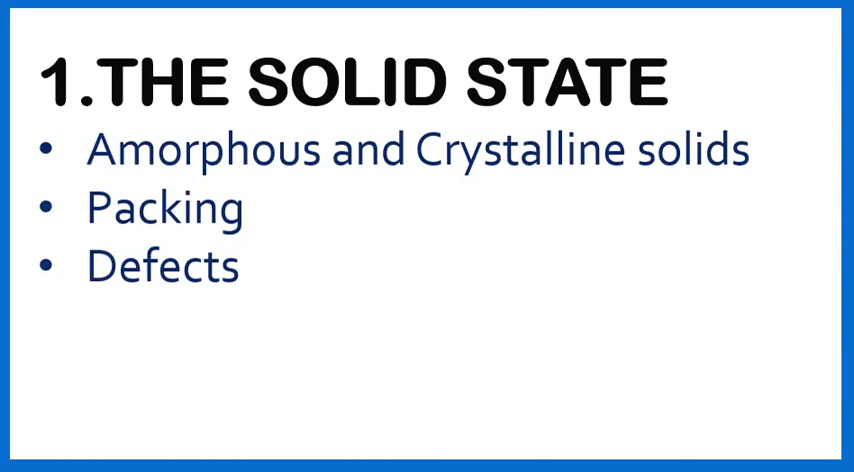 1.THE SOLID STATE
• Amorphous and Crystalline solids
• Packing
• Defects